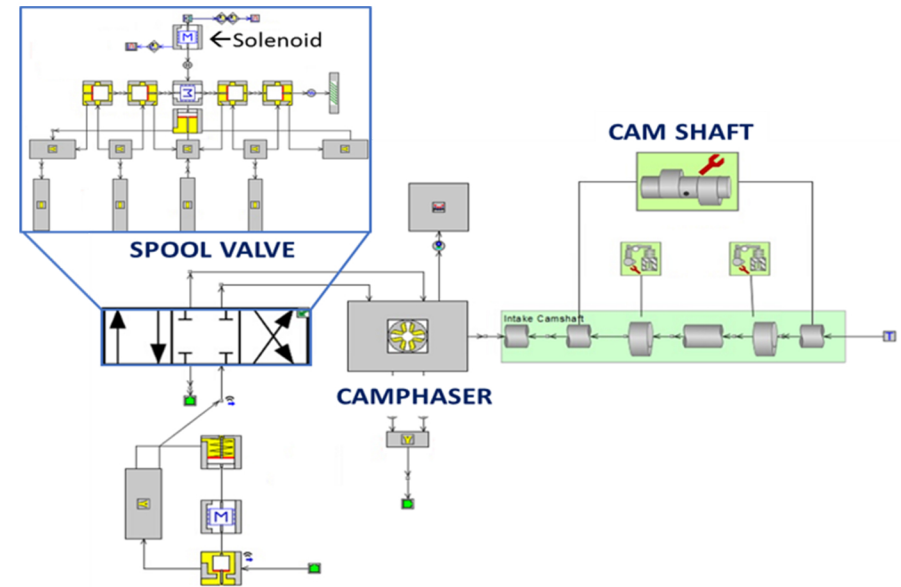 M
←Solenoid
M
V
V
V
V
V
V
V
V
V
SPOOL VALVE
CAM SHAFT
Intake Camshaft
T
CAMPHASER
V
V
M